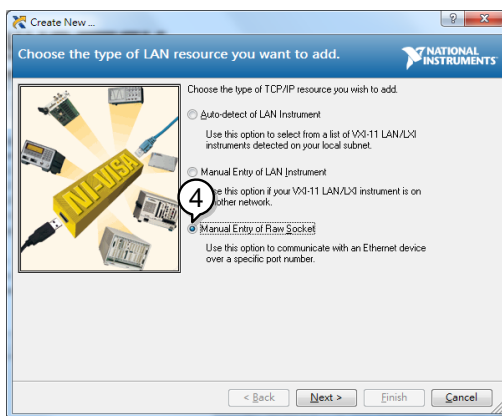 Create New ...
Choose the type of LAN resource you want to add.
NATIONAL
INSTRUMENTS
NI-VISA
Choose the type of TCP/IP resource you wish to add.
Auto-detect of LAN Instrument
Use this option to select from a list of VXI-11 LAN/LXI
instruments detected on your local subnet.
Manual Entry of LAN Instrument
this option if your VXI-11 LAN/LXI instrument is on
other network.
4
Manual Entry of Raw Socket
Use this option to communicate with an Ethernet device
over a specific port number.
< Back
Next >
Finish
Cancel